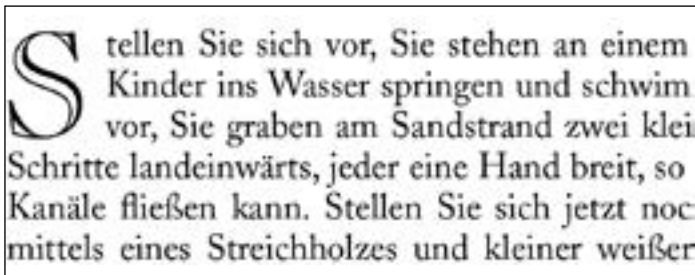 Stellen Sie sich vor, Sie stehen an einem
Kinder ins Wasser springen und schwim
vor, Sie graben am Sandstrand zwei klei
Schritte landeinwärts, jeder eine Hand breit, so
Kanäle fließen kann. Stellen Sie sich jetzt noc
mittels eines Streichholzes und kleiner weißer